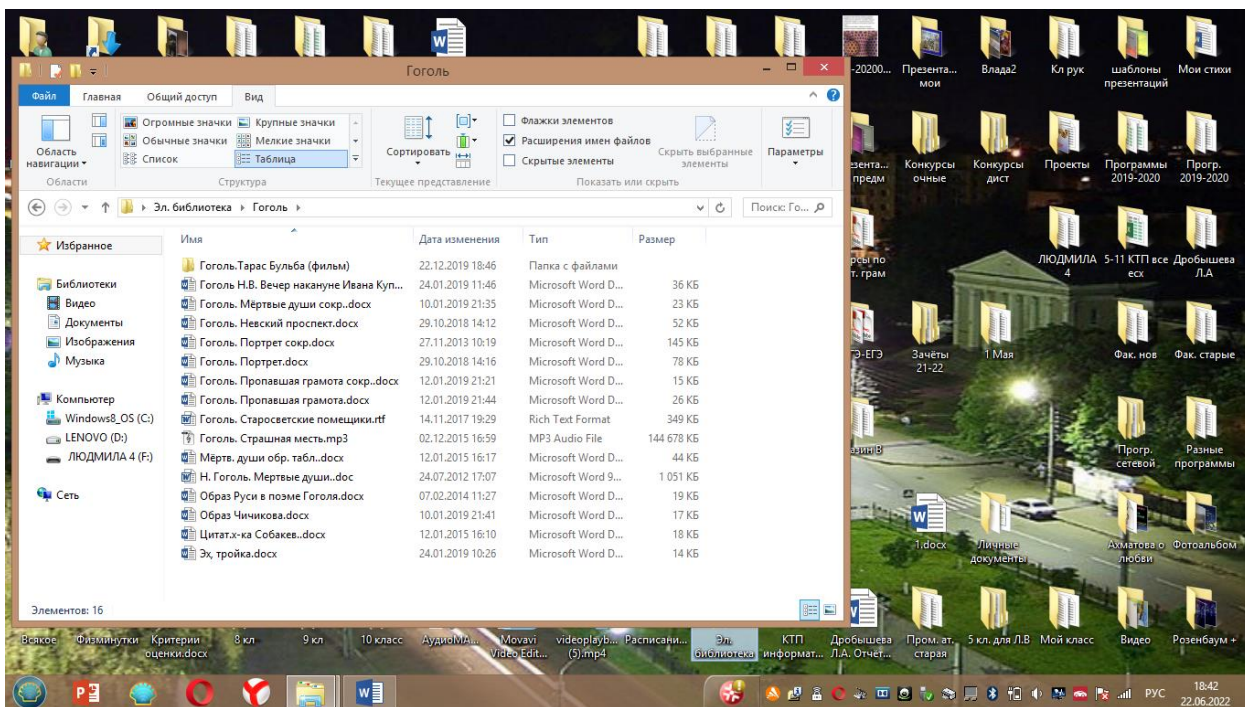 Гоголь
Файл Главная Общий доступ Вид
Огромные значки Крупные значки
Обычные значки Мелкие значки
Список Таблица
Область навигации
Сортировать
Флажки элементов
Расширения имен файлов
Скрытые элементы
Скрыть выбранные элементы
Параметры
Области Структура Текущее представление Показать или скрыть
Эл. библиотека Гоголь Поиск: Го...
Избранное
Библиотеки
Видео
Документы
Изображения
Музыка
Компьютер
Windows8_OS (C:)
LENOVO (D:)
ЛЮДМИЛА 4 (F:)
Сеть
Имя Дата изменения Тип Размер
Гоголь.Тарас Бульба (фильм) 22.12.2019 18:46 Папка с файлами
Гоголь Н.В. Вечер накануне Ивана Куп... 24.01.2019 11:46 Microsoft Word D... 36 КБ
Гоголь. Мёртвые души сокр..docx 10.01.2019 21:35 Microsoft Word D... 23 КБ
Гоголь. Невский проспект.docx 29.10.2018 14:12 Microsoft Word D... 52 КБ
Гоголь. Портрет сокр.docx 27.11.2013 10:19 Microsoft Word D... 145 КБ
Гоголь. Портрет.docx 29.10.2018 14:16 Microsoft Word D... 78 КБ
Гоголь. Пропавшая грамота сокр..docx 12.01.2019 21:21 Microsoft Word D... 15 КБ
Гоголь. Пропавшая грамота.docx 12.01.2019 21:44 Microsoft Word D... 26 КБ
Гоголь. Старосветские помещики.rtf 14.11.2017 19:29 Rich Text Format 349 КБ
Гоголь. Страшная месть.mp3 02.12.2015 16:59 MP3 Audio File 144 678 КБ
Мёртв. души обр. табл..docx 12.01.2015 16:17 Microsoft Word D... 44 КБ
Н. Гоголь. Мертвые души..doc 24.07.2012 17:07 Microsoft Word 9... 1 051 КБ
Образ Руси в поэме Гоголя.docx 07.02.2014 11:27 Microsoft Word D... 19 КБ
Образ Чичикова.docx 10.01.2019 21:41 Microsoft Word D... 17 КБ
Цитат.х-ка Собакев..docx 12.01.2015 16:10 Microsoft Word D... 18 КБ
Эх, тройка.docx 24.01.2019 10:26 Microsoft Word D... 14 КБ
Элементов: 16
-20200... Презента... мои Влада2 Кл рук шаблоны презентаций Мои стихи
предм Конкурсы очные Конкурсы дист Проекты Программы 2019-2020 Прогр. 2019-2020
грам ЛЮДМИЛА 4 5-11 КТП все есх Дробышева Л.А
Э-ЕГЭ Зачёты 21-22 1 Мая Фак. нов Фак. старые
Прогр. сетевой Разные программы
1.docx Личные документы Ахматова о любви Фотоальбом
Всякое Физминутки Критерии оценки.docx 8 кл 9 кл 10 класс АудиоМА... Movavi Video Edit... videoplayb... (5).mp4 Расписани... Эл. библиотека КТП информат... Дробышева Л.А. Отчет... Пром. ат. старая 5 кл. для Л.В Мой класс Видео Розенбаум +
РУС
18:42
22.06.2022